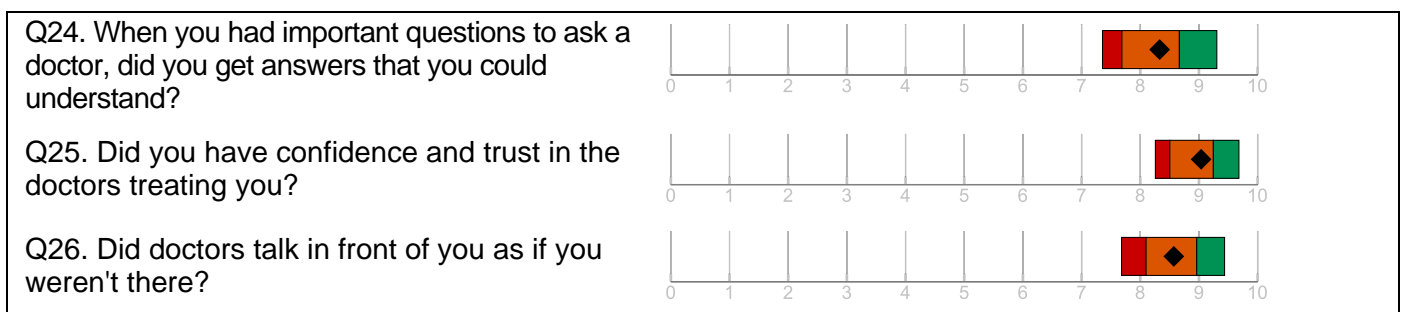 Q24. When you had important questions to ask a
doctor, did you get answers that you could
understand?
0 1 2 3 4 5 6 7 8 9 10
Q25. Did you have confidence and trust in the
doctors treating you?
0 1 2 3 4 5 6 7 8 9 10
Q26. Did doctors talk in front of you as if you
weren't there?
0 1 2 3 4 5 6 7 8 9 10